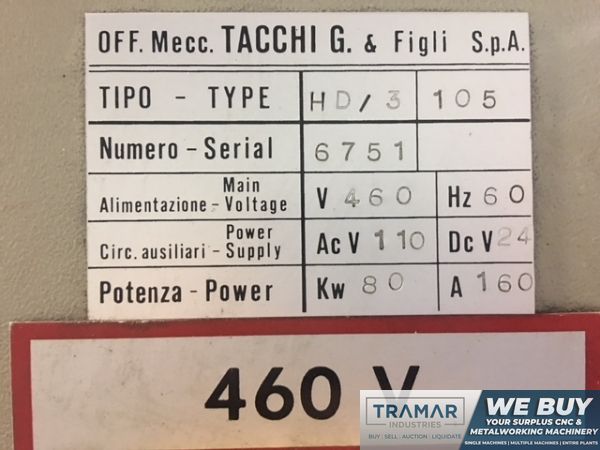 OFF. Mecc. TACCHI G. & Figli S.p.A.
TIPO - TYPE HD/3 105
Numero - Serial 6751
Main
Alimentazione - Voltage V 460 Hz 60
Power
Circ. ausiliari - Supply Ac V 110 Dc V 24
Potenza - Power Kw 80 A 160
460 V
TRAMAR
INDUSTRIES
BUY | SELL | AUCTION | LIQUIDATE
WE BUY
YOUR SURPLUS CNC &
METALWORKING MACHINERY
SINGLE MACHINES | MULTIPLE MACHINES | ENTIRE PLANTS